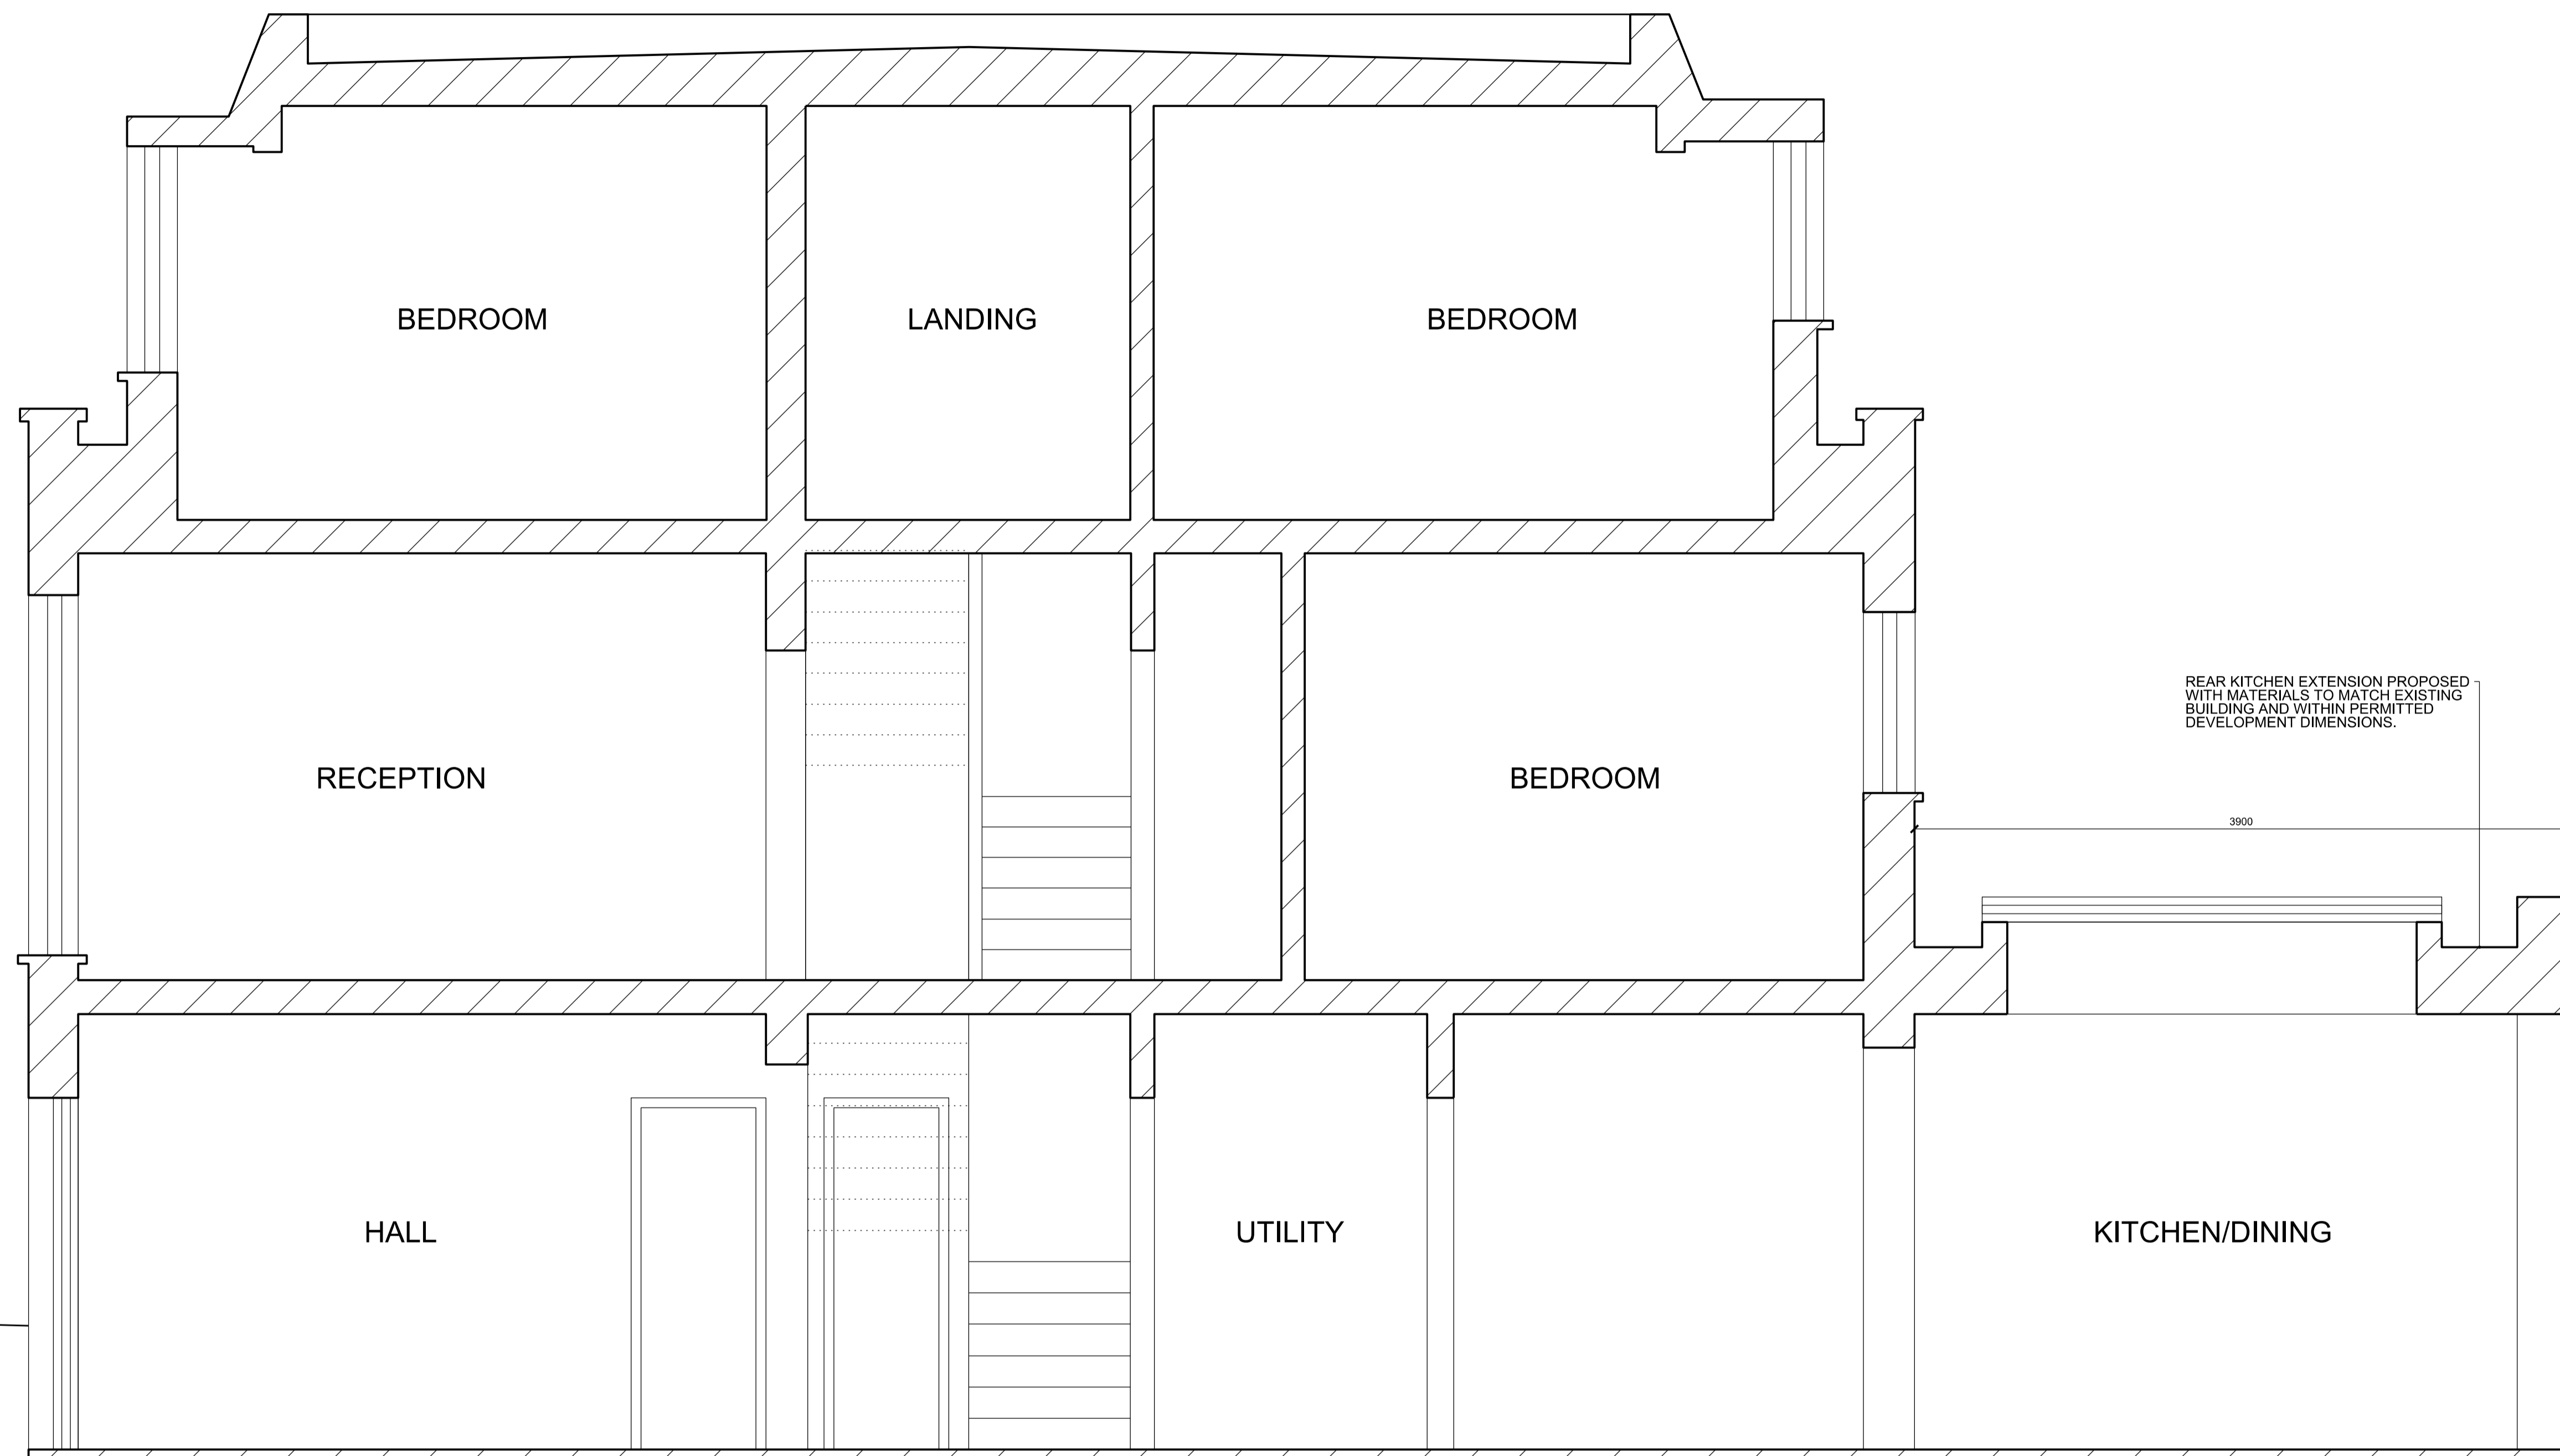 BEDROOM
LANDING
BEDROOM
RECEPTION
BEDROOM
REAR KITCHEN EXTENSION PROPOSED
WITH MATERIALS TO MATCH EXISTING
BUILDING AND WITHIN PERMITTED
DEVELOPMENT DIMENSIONS.
3900
HALL
UTILITY
KITCHEN/DINING